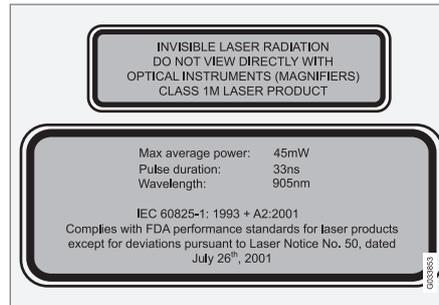 INVISIBLE LASER RADIATION
DO NOT VIEW DIRECTLY WITH
OPTICAL INSTRUMENTS (MAGNIFIERS)
CLASS 1M LASER PRODUCT
Max average power: 45mW
Pulse duration: 33ns
Wavelength: 905nm
IEC 60825-1: 1993 + A2:2001
Complies with FDA performance standards for laser products
except for deviations pursuant to Laser Notice No. 50, dated
July 26th, 2001
G033853